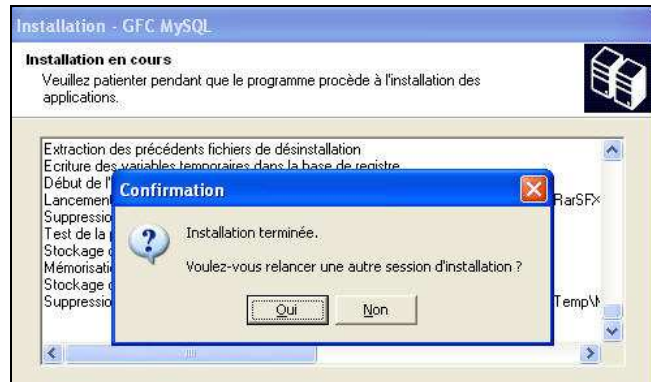 Installation - GFC MySQL
Installation en cours
Veuillez patienter pendant que le programme procède à l'installation des
applications.
Extraction des précédents fichiers de désinstallation
Ecriture des variables temporaires dans la base de registre
Début de l'
Confirmation
Lancement
RarSFX
Suppressio
Installation terminée.
Test de la
Stockage
Voulez-vous relancer une autre session d'installation ?
Mémorisati
Stockage
Suppressio
Temp\
Oui
Non